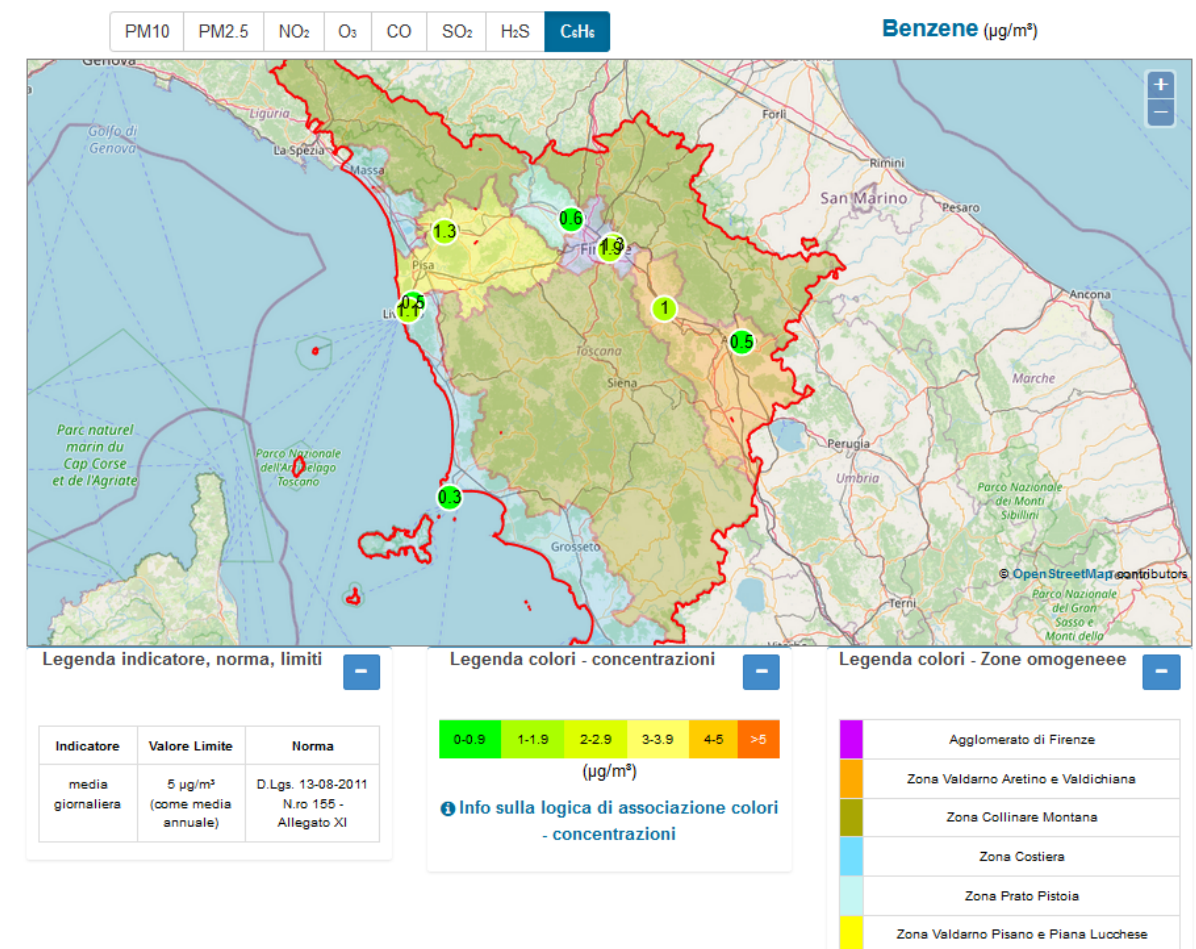 PM10 PM2.5 NO₂ O₃ CO SO₂ H₂S C₆H₆
Benzene (µg/m³)
Genova
Forlì
+
−
Liguria
Golfo di
Genova
La Spezia
Rimini
Massa
San Marino
Pesaro
0.6
1.3
1.9
Pisa
Ancona
0.5
1.1
1
0.5
Toscana
Siena
Marche
Parc naturel
marin du
Cap Corse
et de l'Agriate
Parco Nazionale
dell'Arcipelago
Toscano
Perugia
Umbria
Parco Nazionale
dei Monti
Sibillini
0.3
Grosseto
© OpenStreetMap contributors
Parco Nazionale
del Gran
Sasso e
Monti della
Terni
Legenda indicatore, norma, limiti −
Indicatore Valore Limite Norma
media
giornaliera
5 µg/m³
(come media
annuale)
D.Lgs. 13-08-2011
N.ro 155 -
Allegato XI
Legenda colori - concentrazioni −
0-0.9 1-1.9 2-2.9 3-3.9 4-5 >5
(µg/m³)
Info sulla logica di associazione colori
- concentrazioni
Legenda colori - Zone omogeneee −
Agglomerato di Firenze
Zona Valdarno Aretino e Valdichiana
Zona Collinare Montana
Zona Costiera
Zona Prato Pistoia
Zona Valdarno Pisano e Piana Lucchese